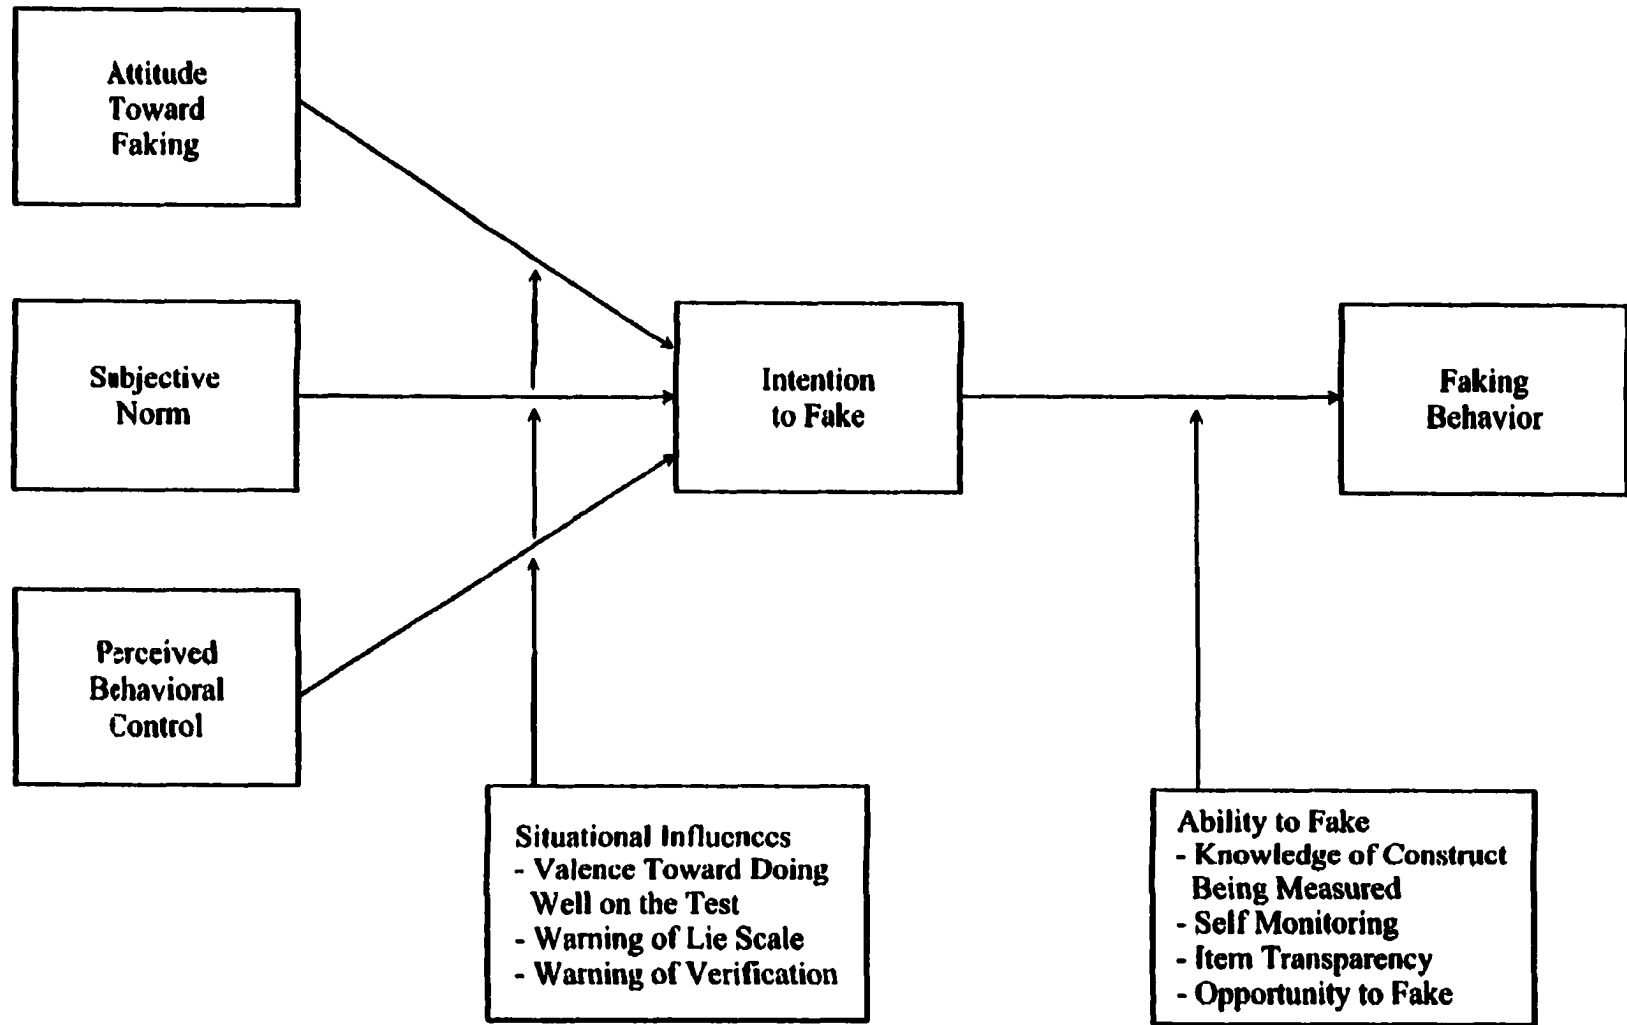 Attitude
Toward
Faking
Subjective
Norm
Intention
to Fake
Faking
Behavior
Perceived
Behavioral
Control
Situational Influences
- Valence Toward Doing
Well on the Test
- Warning of Lie Scale
- Warning of Verification
Ability to Fake
- Knowledge of Construct
Being Measured
- Self Monitoring
- Item Transparency
- Opportunity to Fake